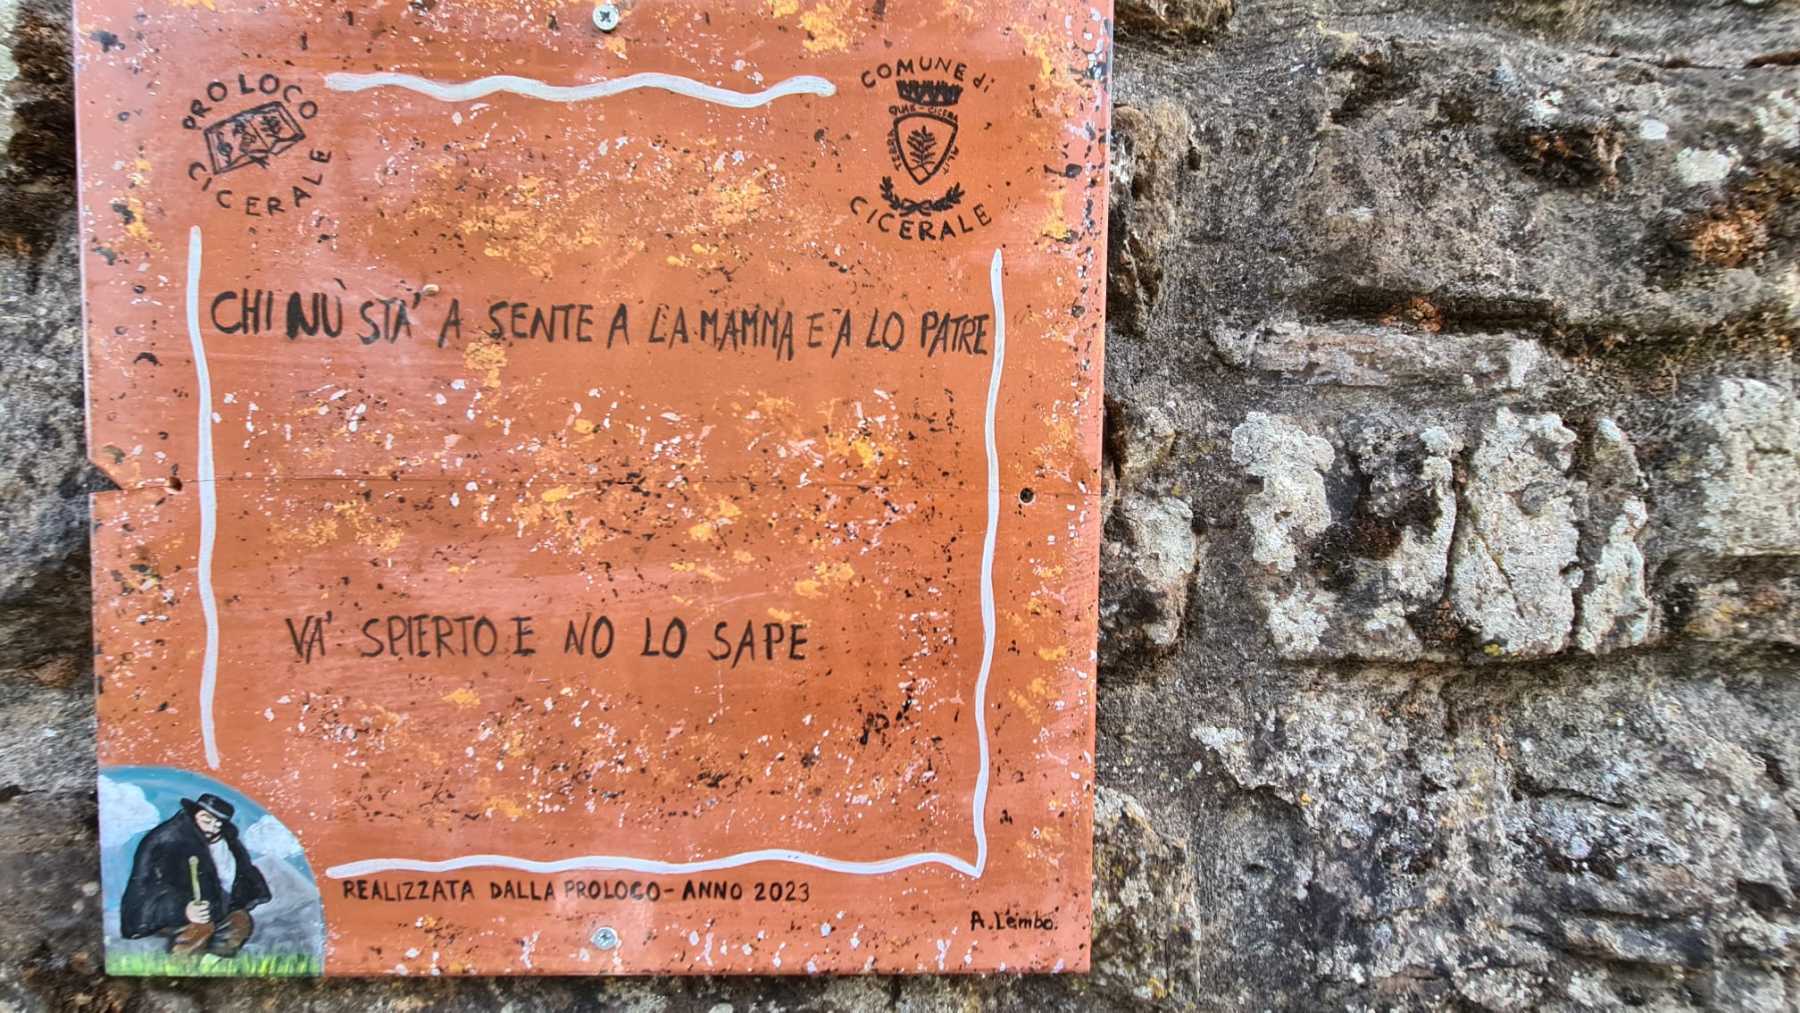 PRO LOCO
CICERALE
COMUNE di
CICERALE
CHI NÙ STA' A SENTE A LA MAMMA E A LO PATRE
VA' SPIERTO E NO LO SAPE
REALIZZATA DALLA PROLOCO - ANNO 2023
A. Lembo.